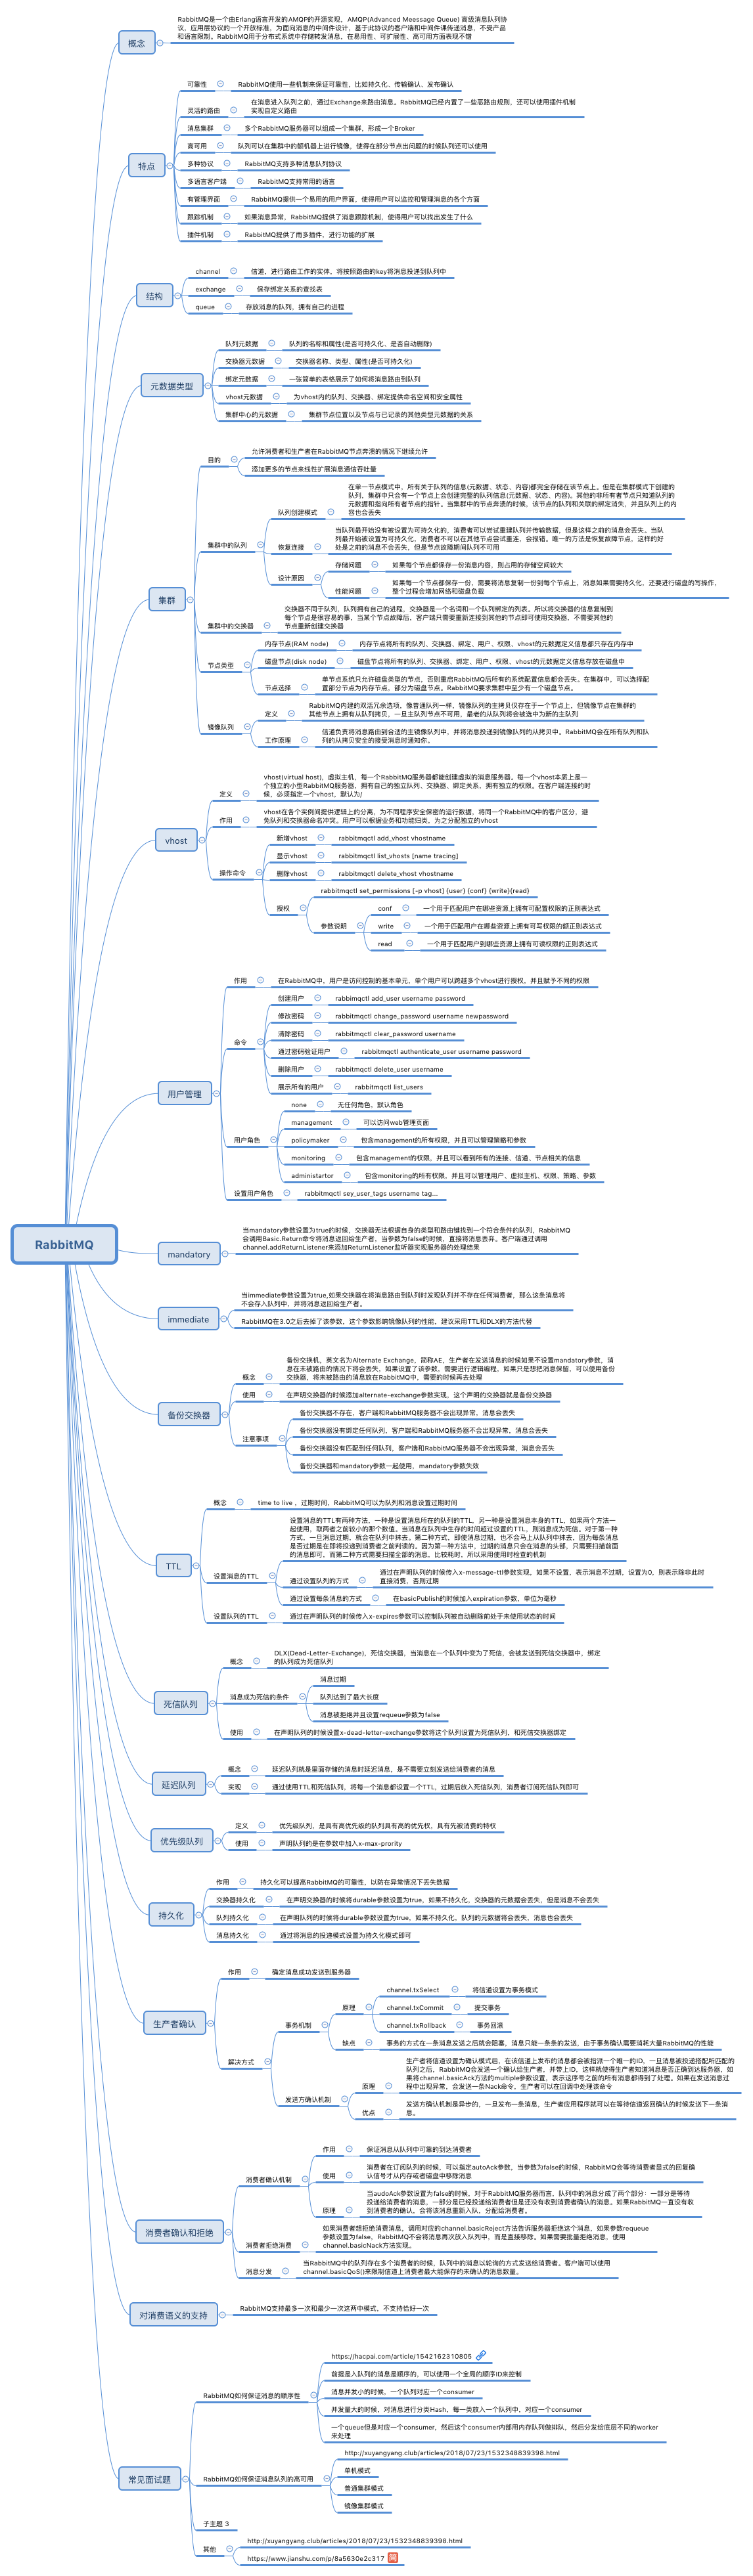 RabbitMQ
概念
RabbitMQ是一个由Erlang语言开发的AMQP的开源实现，AMQP(Advanced Meessage Queue) 高级消息队列协
议，应用层协议的一个开放标准，为面向消息的中间件设计，基于此协议的客户端和中间件课传递消息，不受产品
和语言限制。RabbitMQ用于分布式系统中存储转发消息，在易用性、可扩展性、高可用方面表现不错
特点
可靠性
RabbitMQ使用一些机制来保证可靠性，比如持久化、传输确认、发布确认
灵活的路由
在消息进入队列之前，通过Exchange来路由消息。RabbitMQ已经内置了一些恶路由规则，还可以使用插件机制
实现自定义路由
消息集群
多个RabbitMQ服务器可以组成一个集群，形成一个Broker
高可用
队列可以在集群中的额机器上进行镜像，使得在部分节点出问题的时候队列还可以使用
多种协议
RabbitMQ支持多种消息队列协议
多语言客户端
RabbitMQ支持常用的语言
有管理界面
RabbitMQ提供一个易用的用户界面，使得用户可以监控和管理消息的各个方面
跟踪机制
如果消息异常，RabbitMQ提供了消息跟踪机制，使得用户可以找出发生了什么
插件机制
RabbitMQ提供了雨多插件，进行功能的扩展
结构
channel
信道，进行路由工作的实体，将按照路由的key将消息投递到队列中
exchange
保存绑定关系的查找表
queue
存放消息的队列，拥有自己的进程
元数据类型
队列元数据
队列的名称和属性(是否可持久化、是否自动删除)
交换器元数据
交换器名称、类型、属性(是否可持久化)
绑定元数据
一张简单的表格展示了如何将消息路由到队列
vhost元数据
为vhost内的队列、交换器、绑定提供命名空间和安全属性
集群中心的元数据
集群节点位置以及节点与已记录的其他类型元数据的关系
集群
目的
允许消费者和生产者在RabbitMQ节点奔溃的情况下继续允许
添加更多的节点来线性扩展消息通信吞吐量
集群中的队列
队列创建模式
在单一节点模式中，所有关于队列的信息(元数据、状态、内容)都完全存储在该节点上。但是在集群模式下创建的
队列，集群中只会有一个节点上会创建完整的队列信息(元数据、状态、内容)。其他的非所有者节点只知道队列的
元数据和指向所有者节点的指针。当集群中的节点奔溃的时候，该节点的队列和关联的绑定消失，并且队列上的内
容也会丢失
恢复连接
当队列最开始没有被设置为可持久化的，消费者可以尝试重建队列并传输数据，但是这样之前的消息会丢失。当队
列最开始被设置为可持久化，消费者不可以在其他节点尝试重连，会报错。唯一的方法是恢复故障节点，这样的好
处是之前的消息不会丢失，但是节点故障期间队列不可用
设计原因
存储问题
如果每个节点都保存一份消息内容，则占用的存储空间较大
性能问题
如果每一个节点都保存一份，需要将消息复制一份到每个节点上，消息如果需要持久化，还要进行磁盘的写操作，
整个过程会增加网络和磁盘负载
集群中的交换器
交换器不同于队列，队列拥有自己的进程，交换器是一个名词和一个队列绑定的列表。所以将交换器的信息复制到
每个节点是很容易的事，当某个节点故障后，客户端只需要重新连接到其他的节点即可使用交换器，不需要其他的
节点重新创建交换器
节点类型
内存节点(RAM node)
内存节点将所有的队列、交换器、绑定、用户、权限、vhost的元数据定义信息都只存在内存中
磁盘节点(disk node)
磁盘节点将所有的队列、交换器、绑定、用户、权限、vhost的元数据定义信息存放在磁盘中
节点选择
单节点系统只允许磁盘类型的节点，否则重启RabbitMQ后所有的系统配置信息都会丢失。在集群中，可以选择配
置部分节点为内存节点，部分为磁盘节点。RabbitMQ要求集群中至少有一个磁盘节点。
镜像队列
定义
RabbitMQ内建的双活冗余选项，像普通队列一样，镜像队列的主拷贝仅存在于一个节点上，但镜像节点在集群的
其他节点上拥有从队列拷贝，一旦主队列节点不可用，最老的从队列将会被选中为新的主队列
工作原理
信道负责将消息路由到合适的主镜像队列中，并将消息投递到镜像队列的从拷贝中。RabbitMQ会在所有队列和队
列的从拷贝安全的接受消息时通知你。
vhost
定义
vhost(virtual host)，虚拟主机，每一个RabbitMQ服务器都能创建虚拟的消息服务器。每一个vhost本质上是一
个独立的小型RabbitMQ服务器，拥有自己的独立队列、交换器、绑定关系，拥有独立的权限。在客户端连接的时
候，必须指定一个vhost，默认为/
作用
vhost在各个实例间提供逻辑上的分离，为不同程序安全保密的运行数据，将同一个RabbitMQ中的客户区分，避
免队列和交换器命名冲突。用户可以根据业务和功能归类，为之分配独立的vhost
操作命令
新增vhost
rabbitmqctl add_vhost vhostname
显示vhost
rabbitmqctl list_vhosts [name tracing]
删除vhost
rabbitmqctl delete_vhost vhostname
授权
rabbitmqctl set_permissions [-p vhost] {user} {conf} {write}{read}
参数说明
conf
一个用于匹配用户在哪些资源上拥有可配置权限的正则表达式
write
一个用于匹配用户在哪些资源上拥有可写权限的额正则表达式
read
一个用于匹配用户到哪些资源上拥有可读权限的正则表达式
用户管理
作用
在RabbitMQ中，用户是访问控制的基本单元，单个用户可以跨越多个vhost进行授权，并且赋予不同的权限
命令
创建用户
rabbimqctl add_user username password
修改密码
rabbitmqctl change_password username newpassword
清除密码
rabbitmqctl clear_password username
通过密码验证用户
rabbitmqctl authenticate_user username password
删除用户
rabbitmqctl delete_user username
展示所有的用户
rabbitmqctl list_users
用户角色
none
无任何角色，默认角色
management
可以访问web管理页面
policymaker
包含management的所有权限，并且可以管理策略和参数
monitoring
包含management的权限，并且可以看到所有的连接、信道、节点相关的信息
administartor
包含monitoring的所有权限，并且可以管理用户、虚拟主机、权限、策略、参数
设置用户角色
rabbitmqctl sey_user_tags username tag...
mandatory
当mandatory参数设置为true的时候，交换器无法根据自身的类型和路由键找到一个符合条件的队列，RabbitMQ
会调用Basic.Return命令将消息返回给生产者，当参数为false的时候，直接将消息丢弃。客户端通过调用
channel.addReturnListener来添加ReturnListener监听器实现服务器的处理结果
immediate
当immediate参数设置为true,如果交换器在将消息路由到队列时发现队列并不存在任何消费者，那么这条消息将
不会存入队列中，并将消息返回给生产者。
RabbitMQ在3.0之后去掉了该参数，这个参数影响镜像队列的性能，建议采用TTL和DLX的方法代替
备份交换器
概念
备份交换机，英文名为Alternate Exchange，简称AE，生产者在发送消息的时候如果不设置mandatory参数，消
息在未被路由的情况下将会丢失，如果设置了该参数，需要进行逻辑编程，如果只是想把消息保留，可以使用备份
交换器，将未被路由的消息放在RabbitMQ中，需要的时候再去处理
使用
在声明交换器的时候添加alternate-exchange参数实现，这个声明的交换器就是备份交换器
注意事项
备份交换器不存在，客户端和RabbitMQ服务器不会出现异常，消息会丢失
备份交换器没有绑定任何队列，客户端和RabbitMQ服务器不会出现异常，消息会丢失
备份交换器没有匹配到任何队列，客户端和RabbitMQ服务器不会出现异常，消息会丢失
备份交换器和mandatory参数一起使用，mandatory参数失效
TTL
概念
time to live ，过期时间，RabbitMQ可以为队列和消息设置过期时间
设置消息的TTL
设置消息的TTL有两种方法，一种是设置消息所在的队列的TTL，另一种是设置消息本身的TTL，如果两个方法一
起使用，取两者之前较小的那个数值。当消息在队列中生存的时间超过设置的TTL，则消息成为死信，对于第一种
方式，一旦消息过期，就会在队列中抹去。第二种方式，即使消息过期，也不会马上从队列中抹去，因为每条消息
是否过期是在即将投递到消费者之前判读的。因为第一种方法中，过期的消息只会在消息的头部，只需要扫描前面
的消息即可，而第二种方式需要扫描全部的消息，比较耗时，所以采用使用时检查的机制
通过设置队列的方式
通过在声明队列的时候传入x-message-ttl参数实现，如果不设置，表示消息不过期，设置为0，则表示除非此时
直接消费，否则过期
通过设置每条消息的方式
在basicPublish的时候加入expiration参数，单位为毫秒
设置队列的TTL
通过在声明队列的时候传入x-expires参数可以控制队列被自动删除前处于未使用状态的时间
死信队列
概念
DLX(Dead-Letter-Exchange)，死信交换器，当消息在一个队列中变为了死信，会被发送到死信交换器中，绑定
的队列成为死信队列
消息成为死信的条件
消息过期
队列达到了最大长度
消息被拒绝并且设置requeue参数为false
使用
在声明队列的时候设置x-dead-letter-exchange参数将这个队列设置为死信队列，和死信交换器绑定
延迟队列
概念
延迟队列就是里面存储的消息时延迟消息，是不需要立刻发送给消费者的消息
实现
通过使用TTL和死信队列，将每一个消息都设置一个TTL，过期后放入死信队列，消费者订阅死信队列即可
优先级队列
定义
优先级队列，是具有高优先级的队列具有高的优先权，具有先被消费的特权
使用
声明队列的是在参数中加入x-max-prority
持久化
作用
持久化可以提高RabbitMQ的可靠性，以防在异常情况下丢失数据
交换器持久化
在声明交换器的时候将durable参数设置为true，如果不持久化，交换器的元数据会丢失，但是消息不会丢失
队列持久化
在声明队列的时候将durable参数设置为true，如果不持久化，队列的元数据将会丢失，消息也会丢失
消息持久化
通过将消息的投递模式设置为持久化模式即可
生产者确认
作用
确定消息成功发送到服务器
解决方式
事务机制
原理
channel.txSelect
将信道设置为事务模式
channel.txCommit
提交事务
channel.txRollback
事务回滚
缺点
事务的方式在一条消息发送之后就会阻塞，消息只能一条条的发送，由于事务确认需要消耗大量RabbitMQ的性能
发送方确认机制
原理
生产者将信道设置为确认模式后，在该信道上发布的消息都会被指派一个唯一的ID，一旦消息被投递搭配所匹配的
队列之后，RabbitMQ会发送一个确认给生产者，并带上ID，这样就使得生产者知道消息是否正确到达服务器，如
果将channel.basicAck方法的multiple参数设置，表示这序号之前的所有消息都得到了处理。如果在发送消息过
程中出现异常，会发送一条Nack命令，生产者可以在回调中处理该命令
优点
发送方确认机制是异步的，一旦发布一条消息，生产者应用程序就可以在等待信道返回确认的时候发送下一条消
息。
消费者确认和拒绝
消费者确认机制
作用
保证消息从队列中可靠的到达消费者
使用
消费者在订阅队列的时候，可以指定autoAck参数，当参数为false的时候，RabbitMQ会等待消费者显式的回复确
认信号才从内存或者磁盘中移除消息
原理
当audoAck参数设置为false的时候，对于RabbitMQ服务器而言，队列中的消息分成了两个部分：一部分是等待
投递给消费者的消息，一部分是已经投递给消费者但是还没有收到消费者确认的消息。如果RabbitMQ一直没有收
到消费者的确认，会将该消息重新入队，分配给消费者。
消费者拒绝消费
如果消费者想拒绝消费消息，调用对应的channel.basicReject方法告诉服务器拒绝这个消息，如果参数requeue
参数设置为false，RabbitMQ不会将消息再次放入队列中，而是直接移除。如果需要批量拒绝消息，使用
channel.basicNack方法实现。
消息分发
当RabbitMQ中的队列存在多个消费者的时候，队列中的消息以轮询的方式发送给消费者。客户端可以使用
channel.basicQoS()来限制信道上消费者最大能保存的未确认的消息数量。
对消费语义的支持
RabbitMQ支持最多一次和最少一次这两中模式，不支持恰好一次
常见面试题
RabbitMQ如何保证消息的顺序性
https://hacpai.com/article/1542162310805
前提是入队列的消息是顺序的，可以使用一个全局的顺序ID来控制
消息并发小的时候，一个队列对应一个consumer
并发量大的时候，对消息进行分类Hash，每一类放入一个队列中，对应一个consumer
一个queue但是对应一个consumer，然后这个consumer内部用内存队列做排队，然后分发给底层不同的worker
来处理
RabbitMQ如何保证消息队列的高可用
http://xuyangyang.club/articles/2018/07/23/1532348839398.html
单机模式
普通集群模式
镜像集群模式
子主题 3
其他
http://xuyangyang.club/articles/2018/07/23/1532348839398.html
https://www.jianshu.com/p/8a5630e2c317